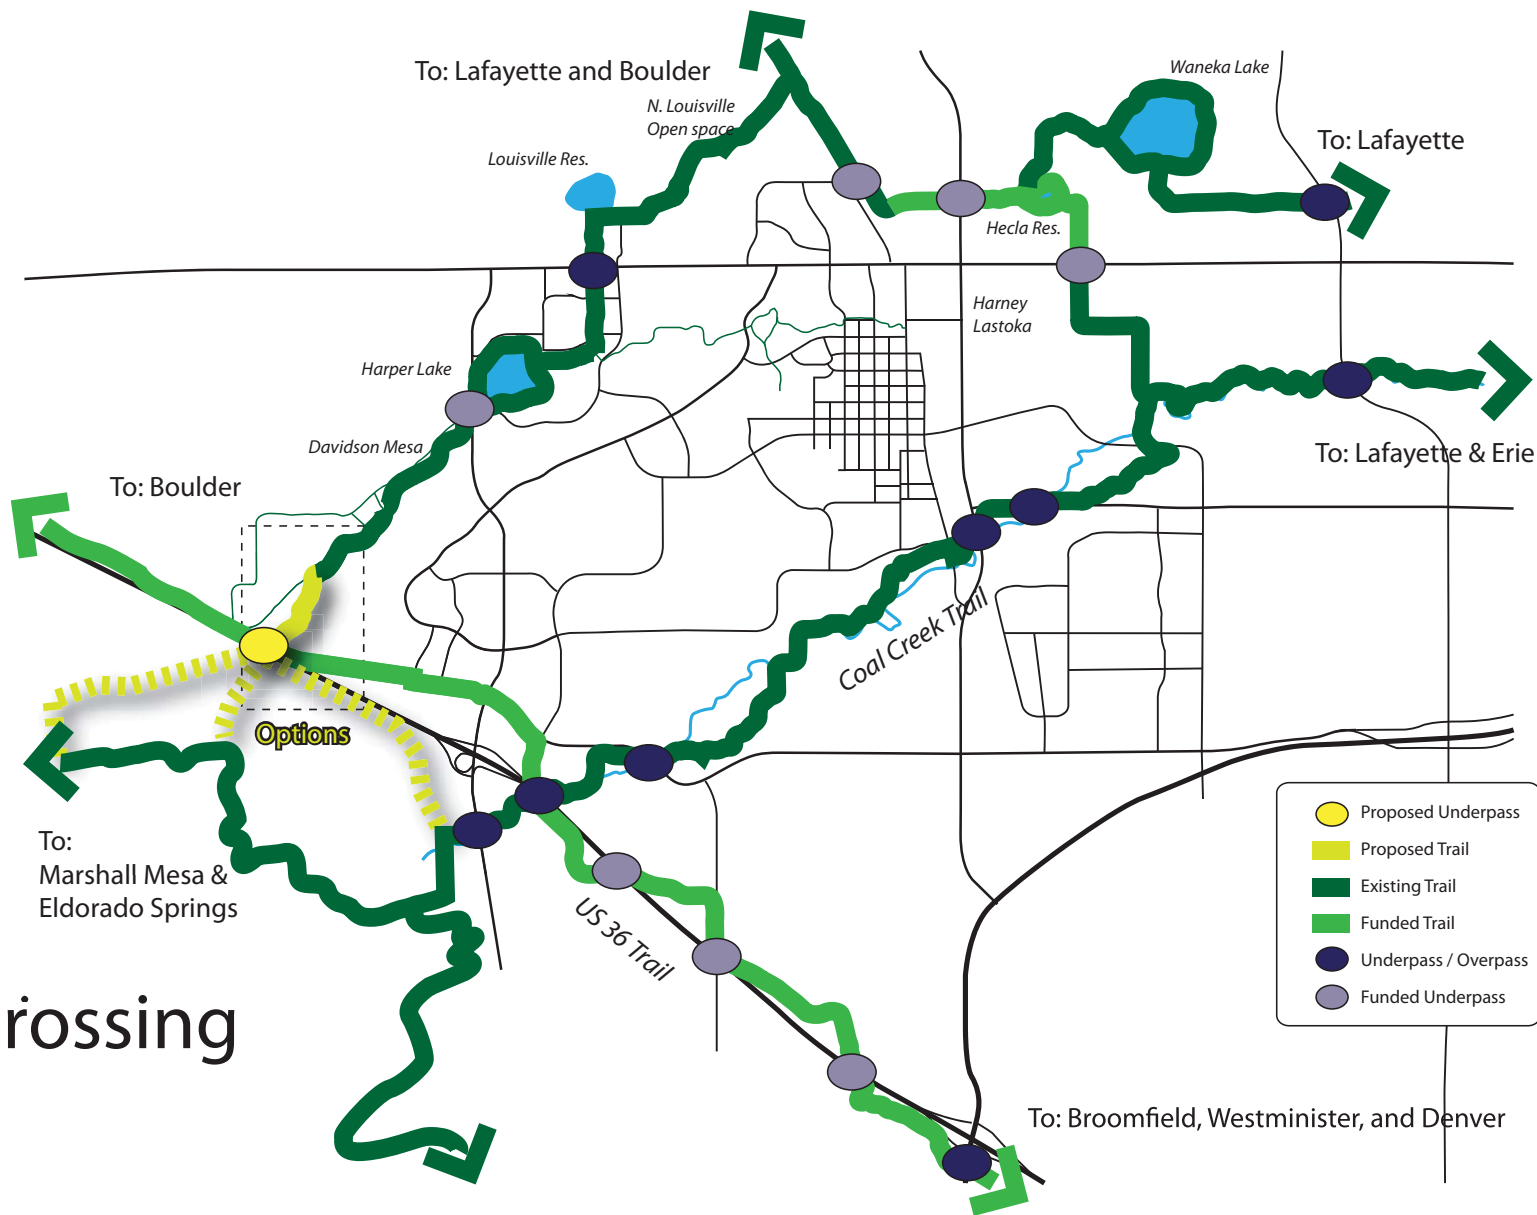 To: Lafayette and Boulder
Waneka Lake
N. Louisville
Open space
To: Lafayette
Louisville Res.
Hecla Res.
Harney
Lastoka
Harper Lake
Davidson Mesa
To: Lafayette & Erie
To: Boulder
Coal Creek Trail
Options
To:
Marshall Mesa &
Eldorado Springs
US 36 Trail
Proposed Underpass
Proposed Trail
Existing Trail
Funded Trail
Underpass / Overpass
Funded Underpass
rossing
To: Broomfield, Westminister, and Denver